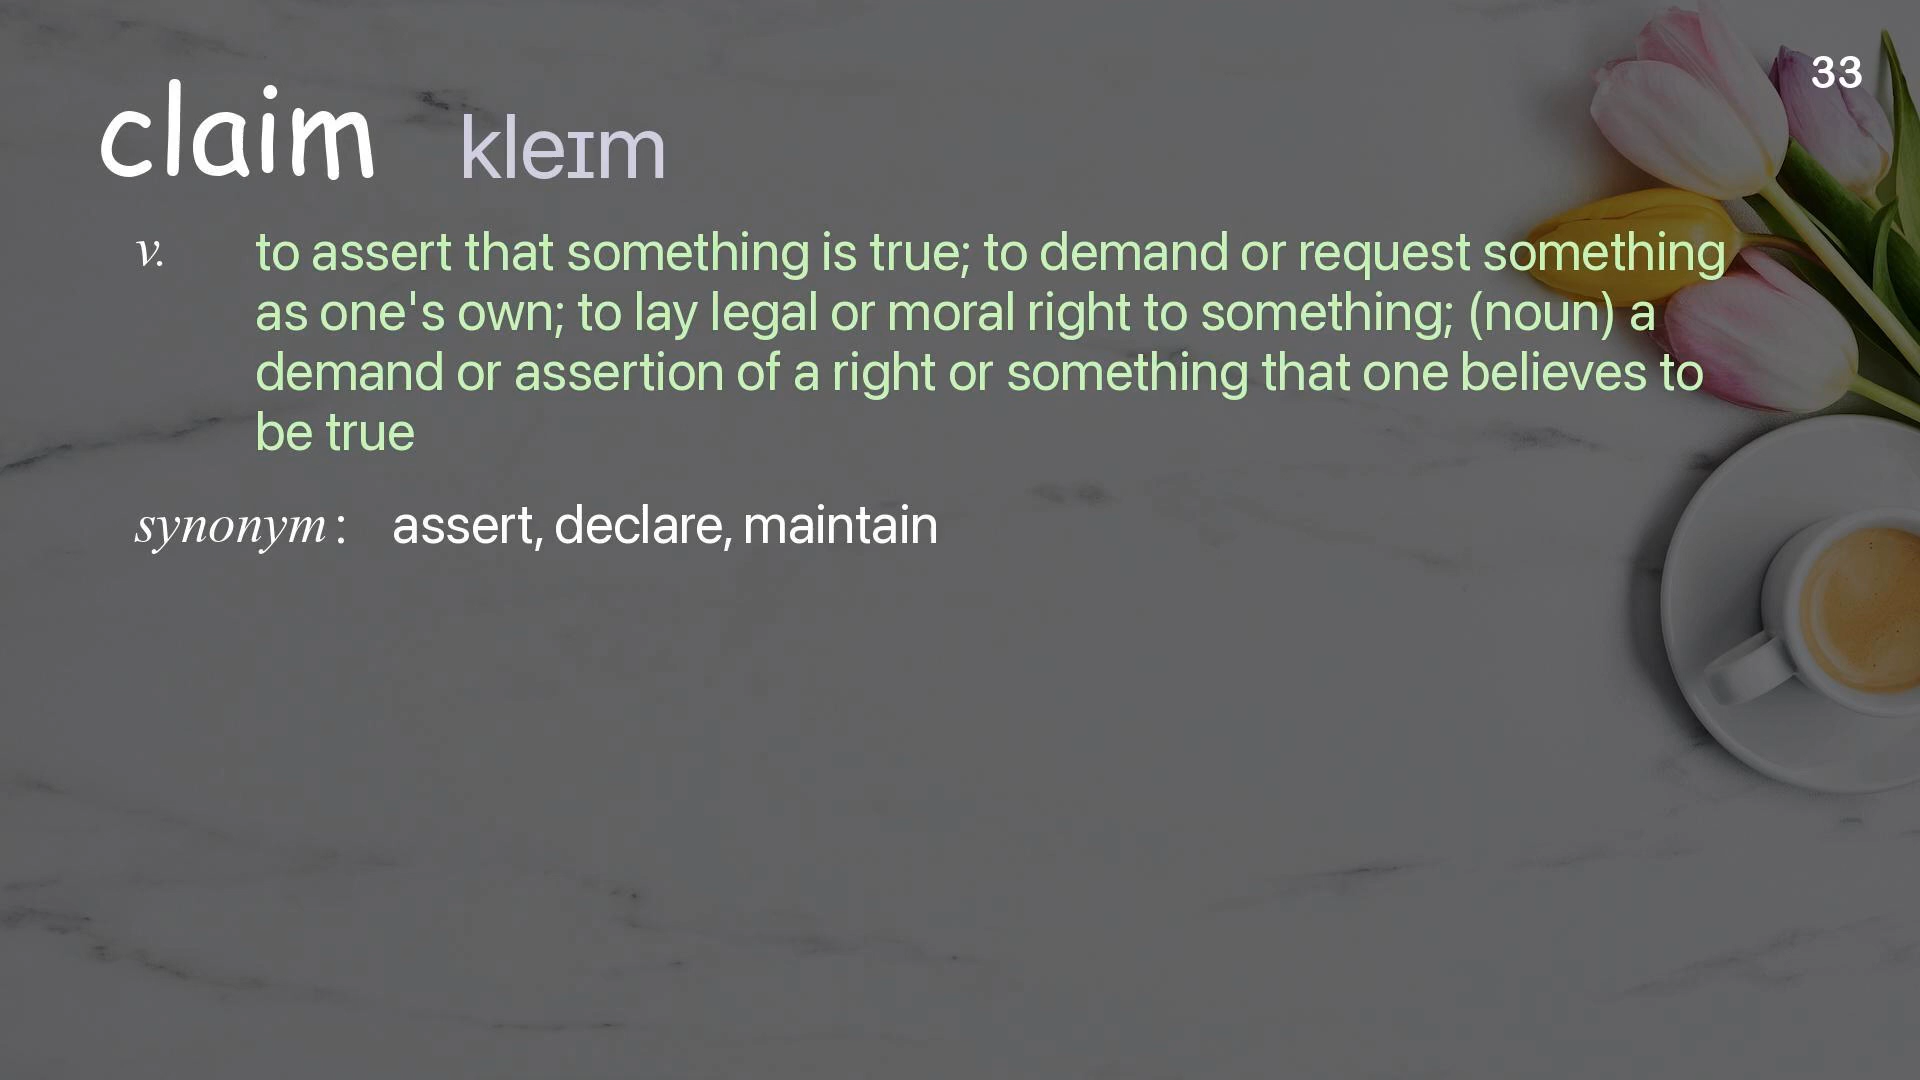 33
claim kleɪm
v. to assert that something is true; to demand or request something
as one's own; to lay legal or moral right to something; (noun) a
demand or assertion of a right or something that one believes to
be true
synonym : assert, declare, maintain